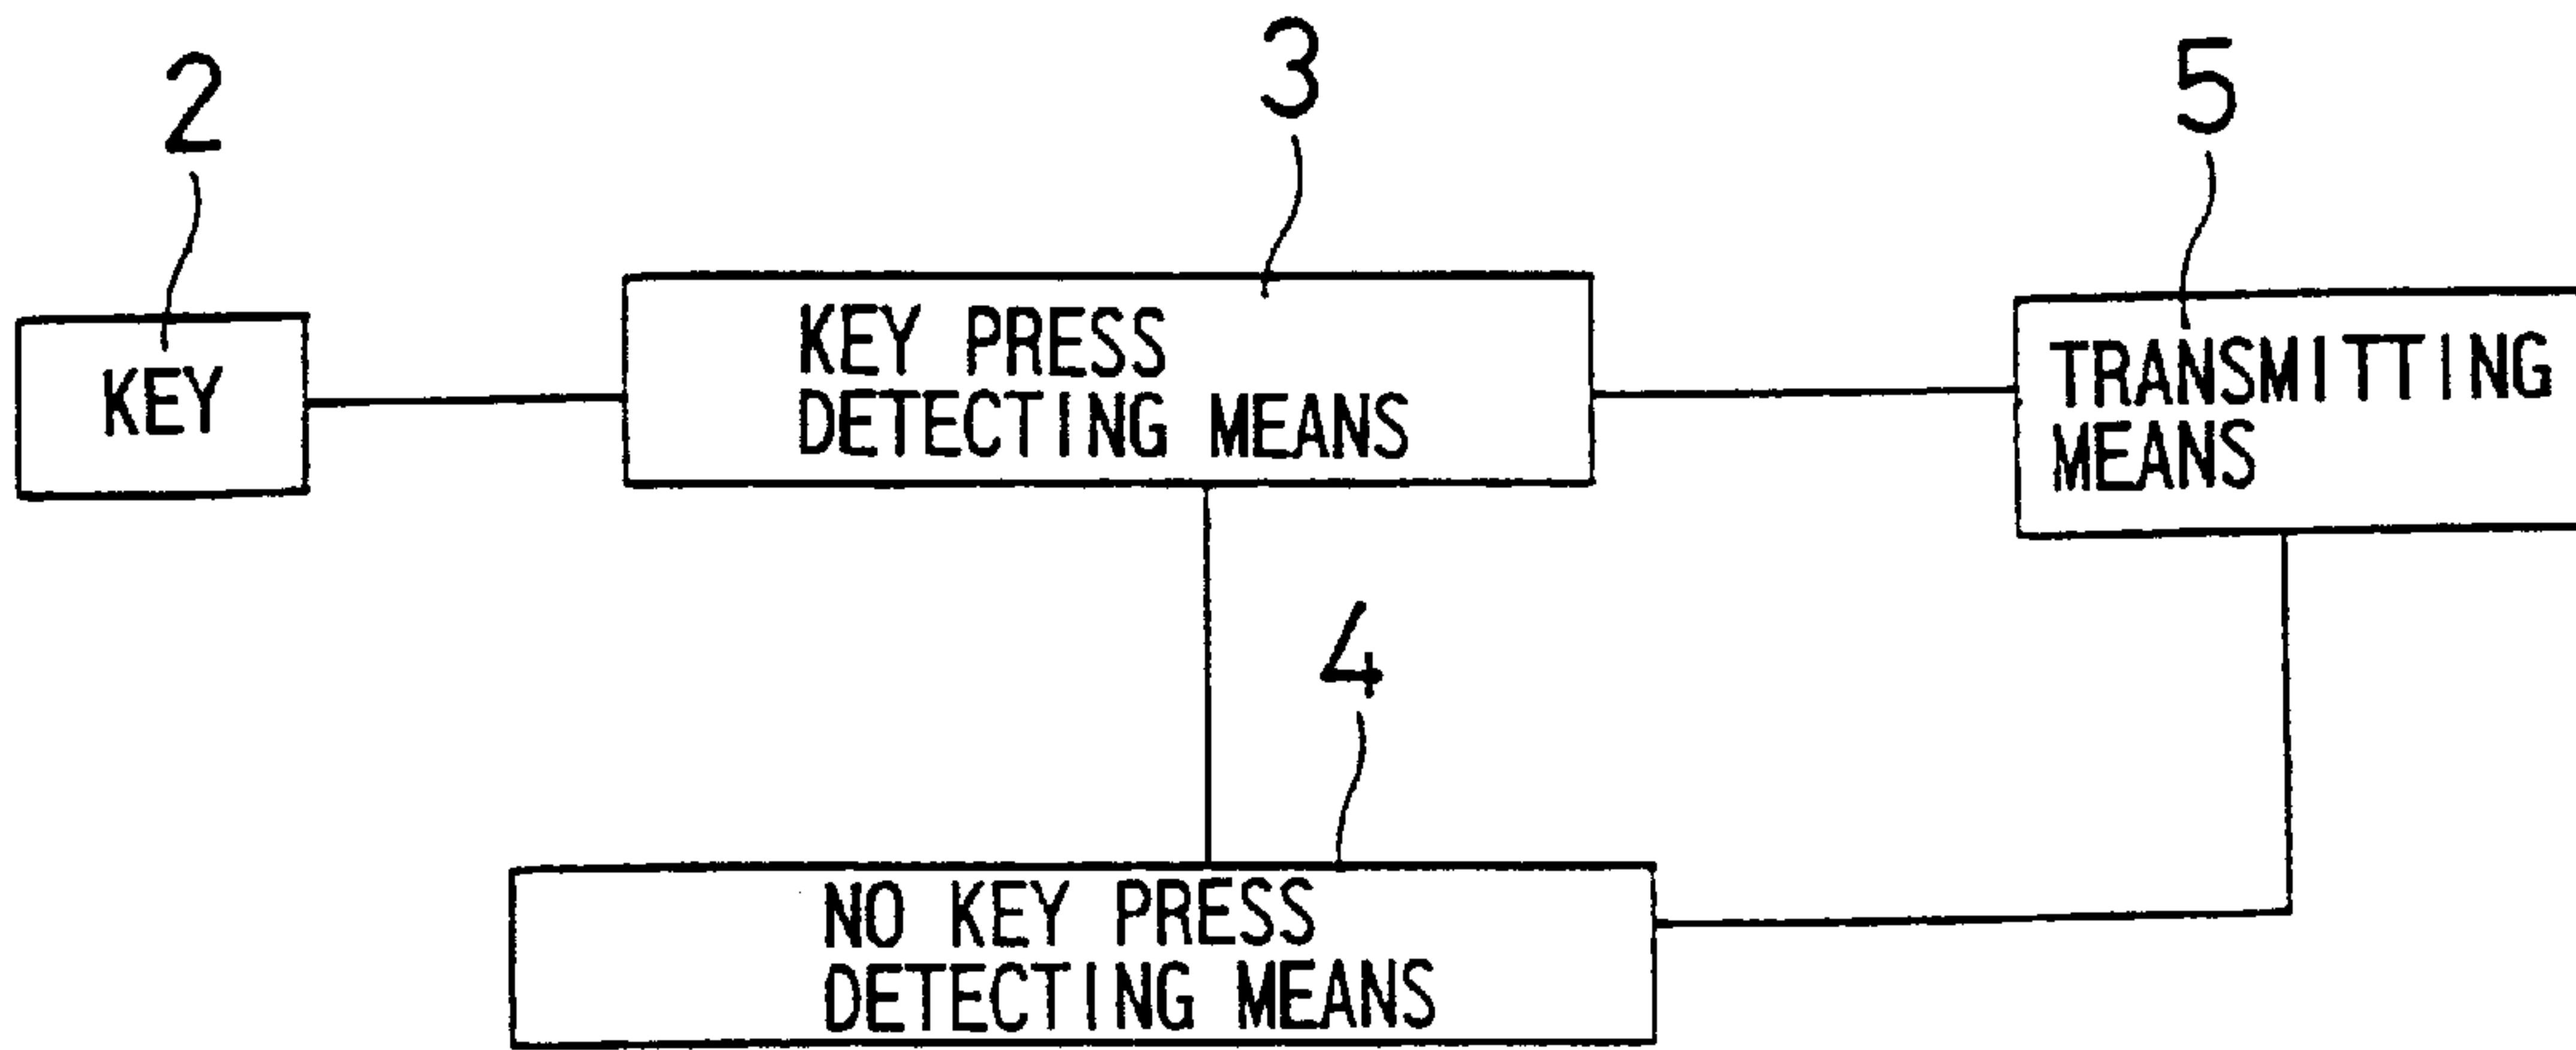 2
3
5
KEY
KEY PRESS
DETECTING MEANS
TRANSMITTING
MEANS
4
NO KEY PRESS
DETECTING MEANS